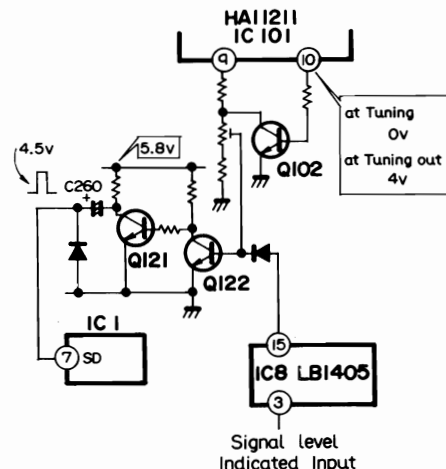 HA11211
IC 101
9
10
at Tuning
0v
at Tuning out
4v
Q102
4.5v
5.8v
C260
+
Q121
Q122
IC 1
7 SD
15
IC8 LB1405
3
Signal level
Indicated Input